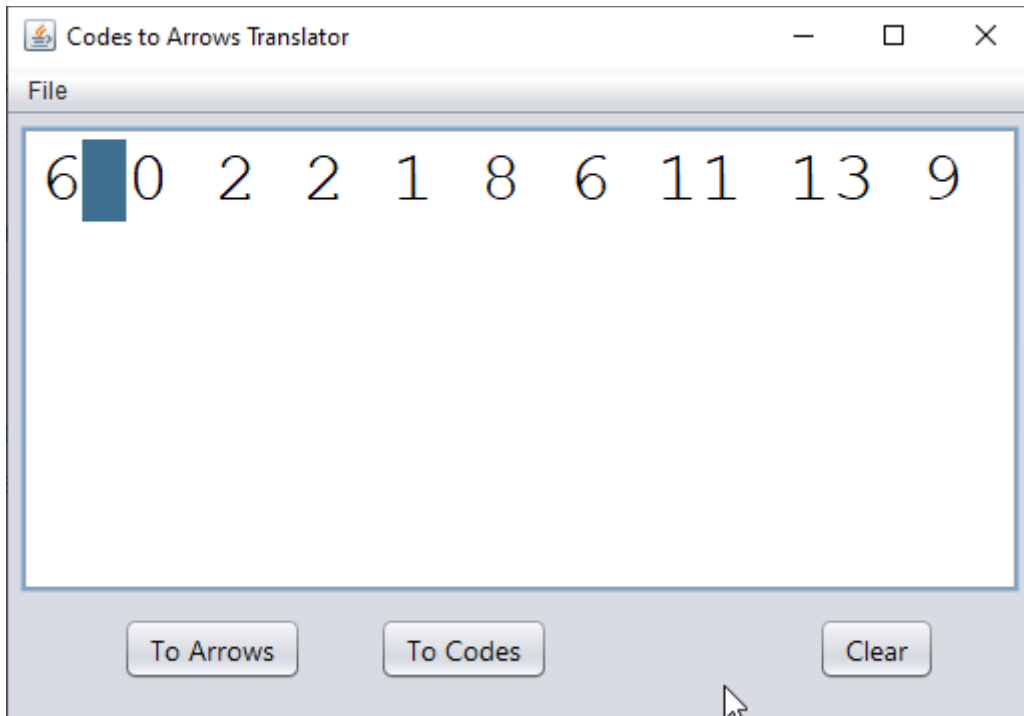 Codes to Arrows Translator
File
6 0 2 2 1 8 6 11 13 9
To Arrows To Codes Clear